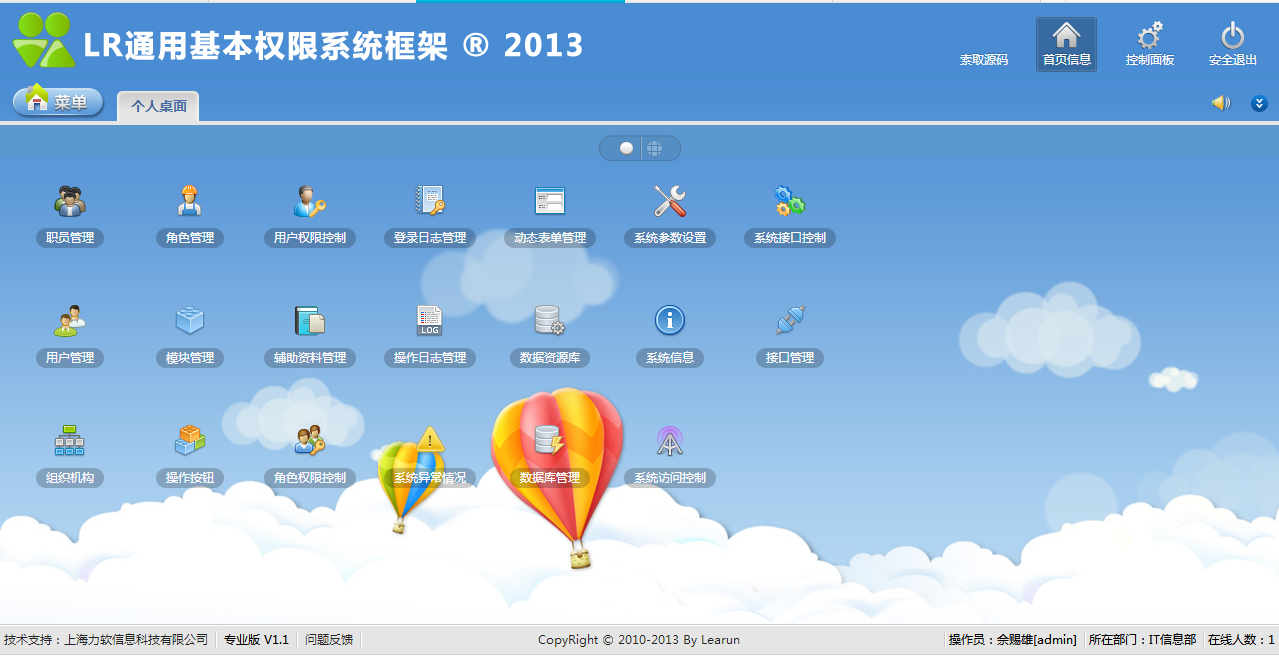 LR通用基本权限系统框架 ® 2013
索取源码 首页信息 控制面板 安全退出
菜单 个人桌面
职员管理 角色管理 用户权限控制 登录日志管理 动态表单管理 系统参数设置 系统接口控制
LOG
用户管理 模块管理 辅助资料管理 操作日志管理 数据资源库 系统信息 接口管理
组织机构 操作按钮 角色权限控制 系统异常情况 数据库管理 系统访问控制
技术支持：上海力软信息科技有限公司 专业版 V1.1 问题反馈 CopyRight © 2010-2013 By Learun 操作员：余赐雄[admin] 所在部门：IT信息部 在线人数：1